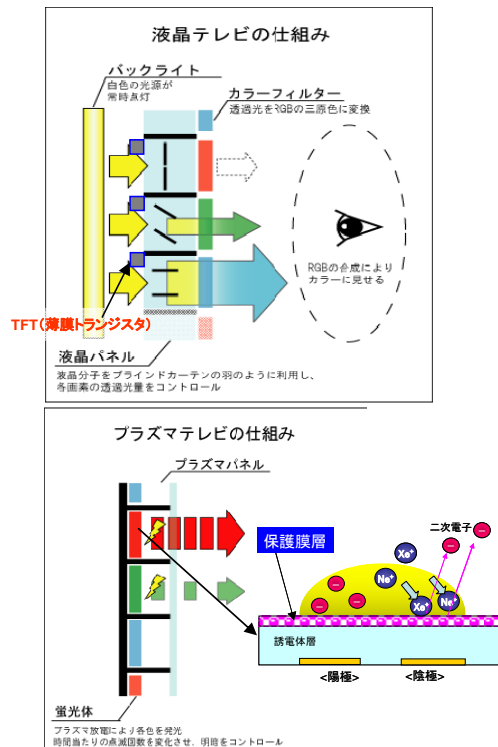 液晶テレビの仕組み
バックライト
白色の光源が
常時点灯
カラーフィルター
透過光をRGBの三原色に変換
RGBの合成により
カラーに見せる
TFT(薄膜トランジスタ)
液晶パネル
液晶分子をブラインドカーテンの羽のように利用し、
各画素の透過光量をコントロール
プラズマテレビの仕組み
プラズマパネル
保護膜層
二次電子
Xe+
Ne+
Xe+
Ne+
誘電体層
<陽極>
<陰極>
蛍光体
プラズマ放電により各色を発光
時間当たりの点滅回数を変化させ、明暗をコントロール